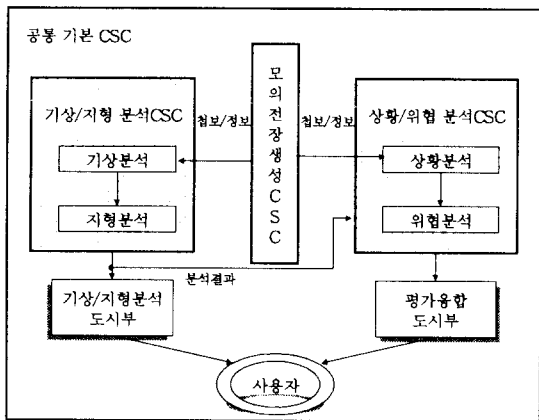 공통 기본 CSC
기상/지형 분석CSC
기상분석
지형분석
첩보/정보
모
의
전
장
생
성
C
S
C
첩보/정보
상황/위협 분석CSC
상황분석
위협분석
분석결과
기상/지형분석
도시부
평가융합
도시부
사용자